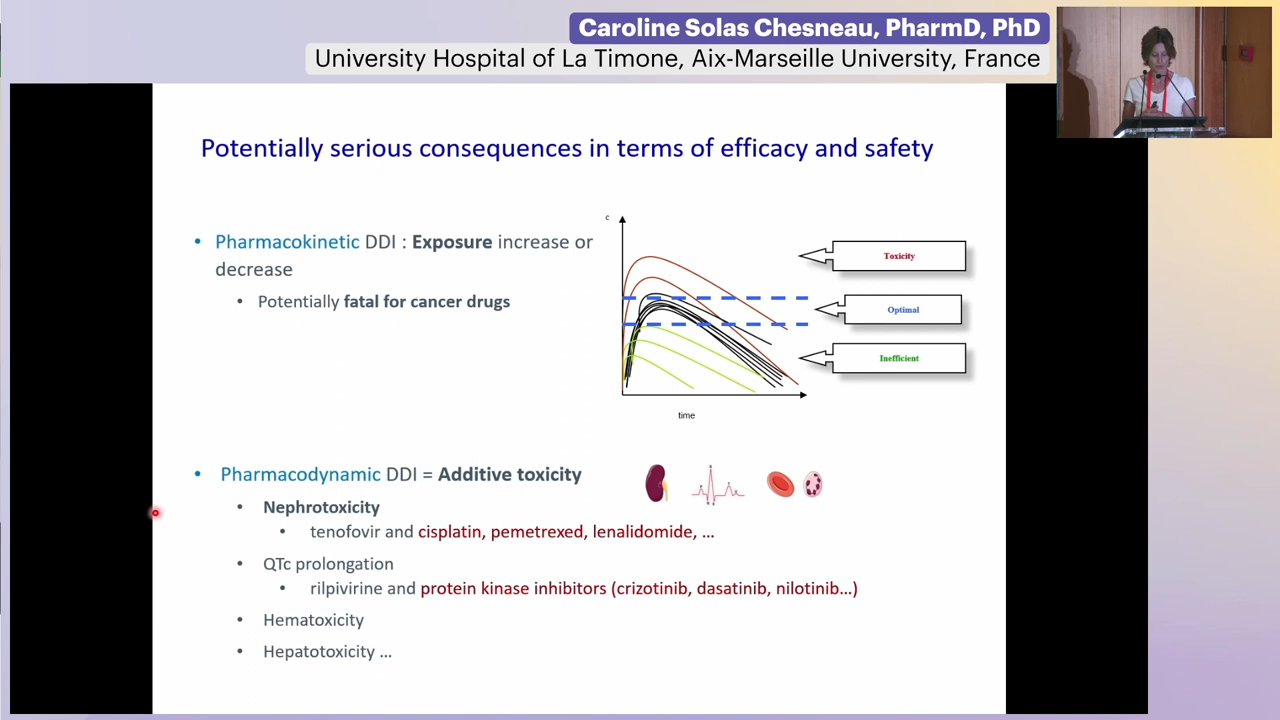 Caroline Solas Chesneau, PharmD, PhD
University Hospital of La Timone, Aix-Marseille University, France
Potentially serious consequences in terms of efficacy and safety
• Pharmacokinetic DDI : Exposure increase or
decrease
• Potentially fatal for cancer drugs
c
Toxicity
Optimal
Inefficient
time
• Pharmacodynamic DDI = Additive toxicity
• Nephrotoxicity
• tenofovir and cisplatin, pemetrexed, lenalidomide, ...
• QTc prolongation
• rilpivirine and protein kinase inhibitors (crizotinib, dasatinib, nilotinib...)
• Hematoxicity
• Hepatotoxicity ...